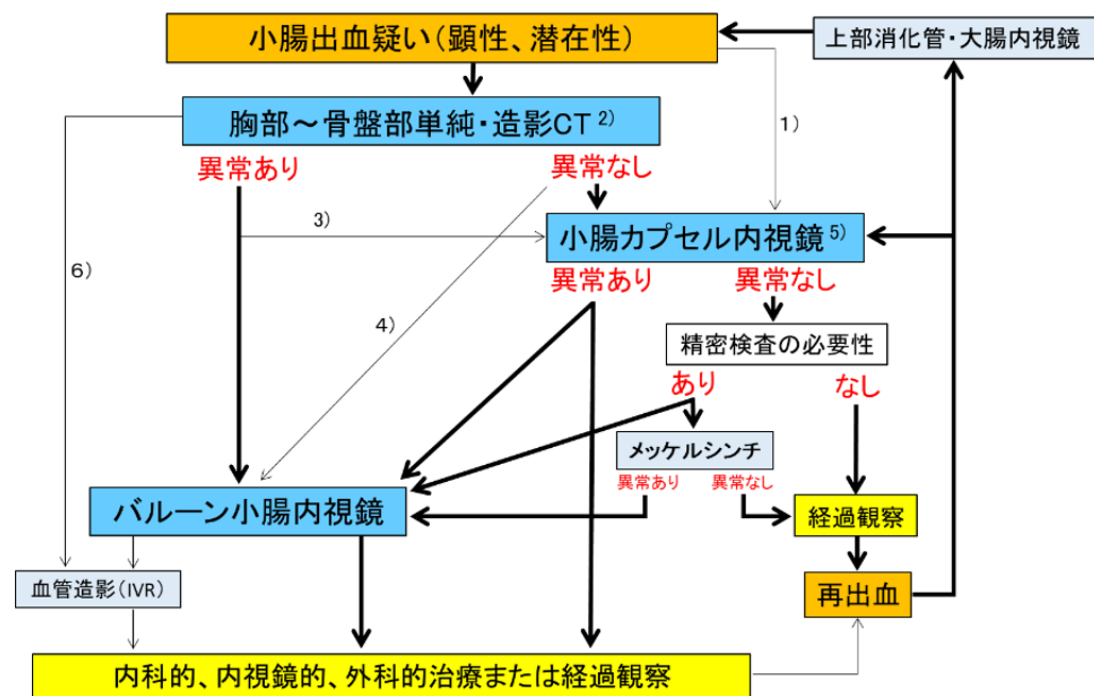 小腸出血疑い（顕性、潜在性）
上部消化管・大腸内視鏡
胸部～骨盤部単純・造影CT 2)
1)
異常あり
異常なし
3)
小腸カプセル内視鏡 5)
6)
異常あり
異常なし
4)
精密検査の必要性
あり
なし
メッケルシンチ
異常あり
異常なし
バルーン小腸内視鏡
経過観察
血管造影(IVR)
再出血
内科的、内視鏡的、外科的治療または経過観察